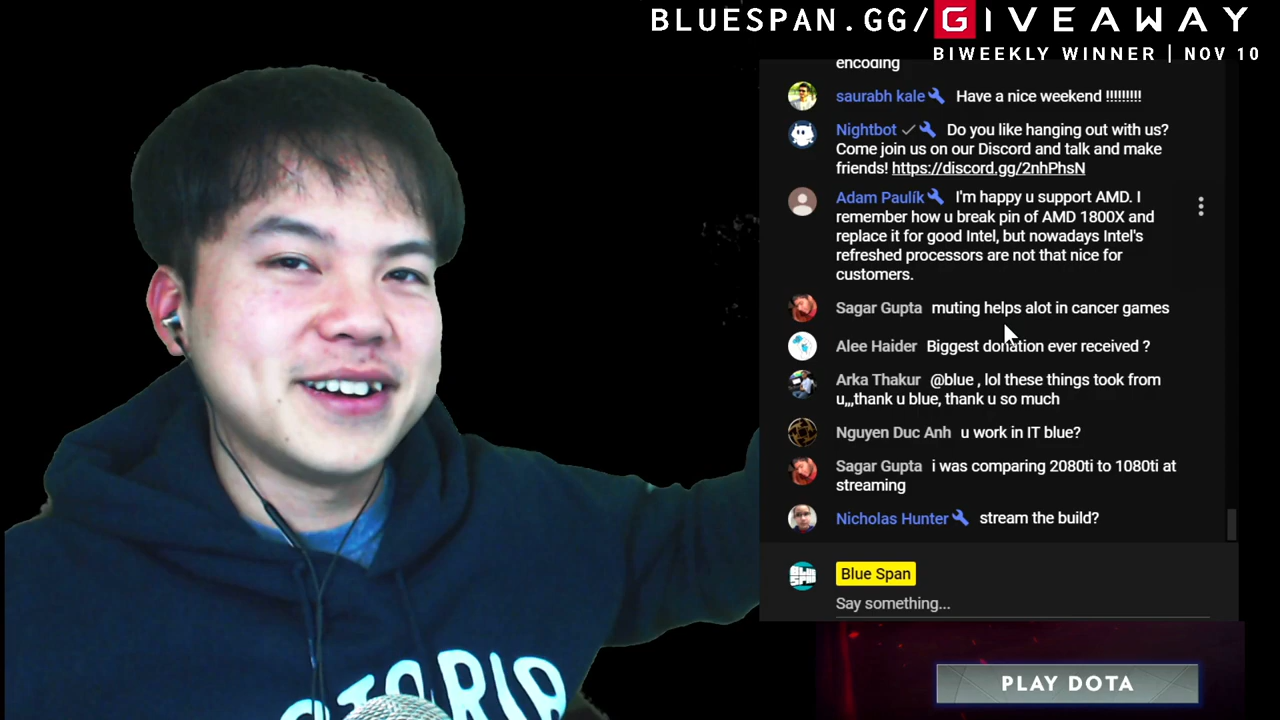 BLUESPAN.GG/GIVEAWAY
BIWEEKLY WINNER | NOV 10
encoding
saurabh kale Have a nice weekend !!!!!!!!!
Nightbot Do you like hanging out with us?
Come join us on our Discord and talk and make
friends! https://discord.gg/2nhPhsN
Adam Paulík I'm happy u support AMD. I
remember how u break pin of AMD 1800X and
replace it for good Intel, but nowadays Intel's
refreshed processors are not that nice for
customers.
Sagar Gupta muting helps alot in cancer games
Alee Haider Biggest donation ever received ?
Arka Thakur @blue , lol these things took from
u,,,thank u blue, thank u so much
Nguyen Duc Anh u work in IT blue?
Sagar Gupta i was comparing 2080ti to 1080ti at
streaming
Nicholas Hunter stream the build?
Blue Span
Say something...
PLAY DOTA